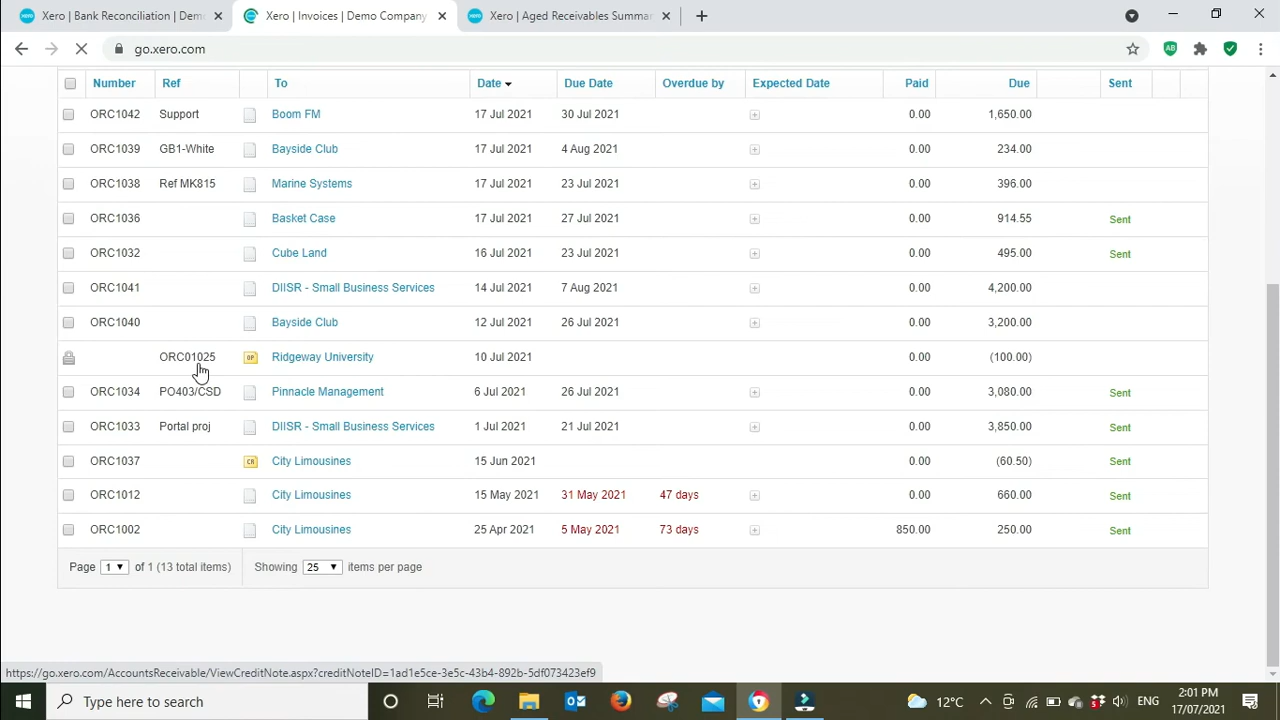 Xero | Bank Reconciliation | Demo
Xero | Invoices | Demo Company
Xero | Aged Receivables Summar
go.xero.com
AB
Number Ref To Date Due Date Overdue by Expected Date Paid Due Sent
ORC1042 Support Boom FM 17 Jul 2021 30 Jul 2021 0.00 1,650.00
ORC1039 GB1-White Bayside Club 17 Jul 2021 4 Aug 2021 0.00 234.00
ORC1038 Ref MK815 Marine Systems 17 Jul 2021 23 Jul 2021 0.00 396.00
ORC1036 Basket Case 17 Jul 2021 27 Jul 2021 0.00 914.55 Sent
ORC1032 Cube Land 16 Jul 2021 23 Jul 2021 0.00 495.00 Sent
ORC1041 DIISR - Small Business Services 14 Jul 2021 7 Aug 2021 0.00 4,200.00
ORC1040 Bayside Club 12 Jul 2021 26 Jul 2021 0.00 3,200.00
ORC01025 OP Ridgeway University 10 Jul 2021 0.00 (100.00)
ORC1034 PO403/CSD Pinnacle Management 6 Jul 2021 26 Jul 2021 0.00 3,080.00 Sent
ORC1033 Portal proj DIISR - Small Business Services 1 Jul 2021 21 Jul 2021 0.00 3,850.00 Sent
ORC1037 CR City Limousines 15 Jun 2021 0.00 (60.50) Sent
ORC1012 City Limousines 15 May 2021 31 May 2021 47 days 0.00 660.00 Sent
ORC1002 City Limousines 25 Apr 2021 5 May 2021 73 days 850.00 250.00 Sent
Page 1 of 1 (13 total items) Showing 25 items per page
https://go.xero.com/AccountsReceivable/ViewCreditNote.aspx?creditNoteID=1ad1e5ce-3e5c-43b4-892b-5df073423ef9
Type here to search
12°C
ENG
2:01 PM
17/07/2021